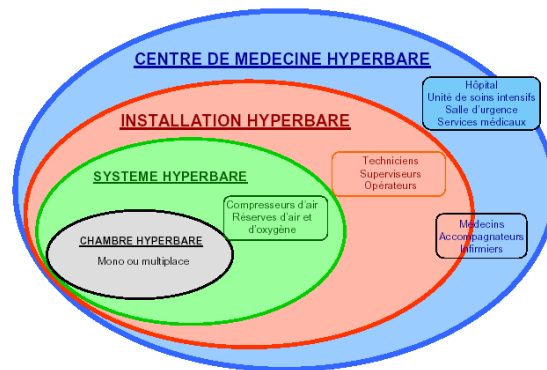 CENTRE DE MEDECINE HYPERBARE
Hôpital
Unité de soins intensifs
Salle d'urgence
Services médicaux
INSTALLATION HYPERBARE
Techniciens
Superviseurs
Opérateurs
SYSTEME HYPERBARE
Compresseurs d'air
Réserves d'air et
d'oxygène
Médecins
Accompagnateurs
Infirmiers
CHAMBRE HYPERBARE
Mono ou multiplace